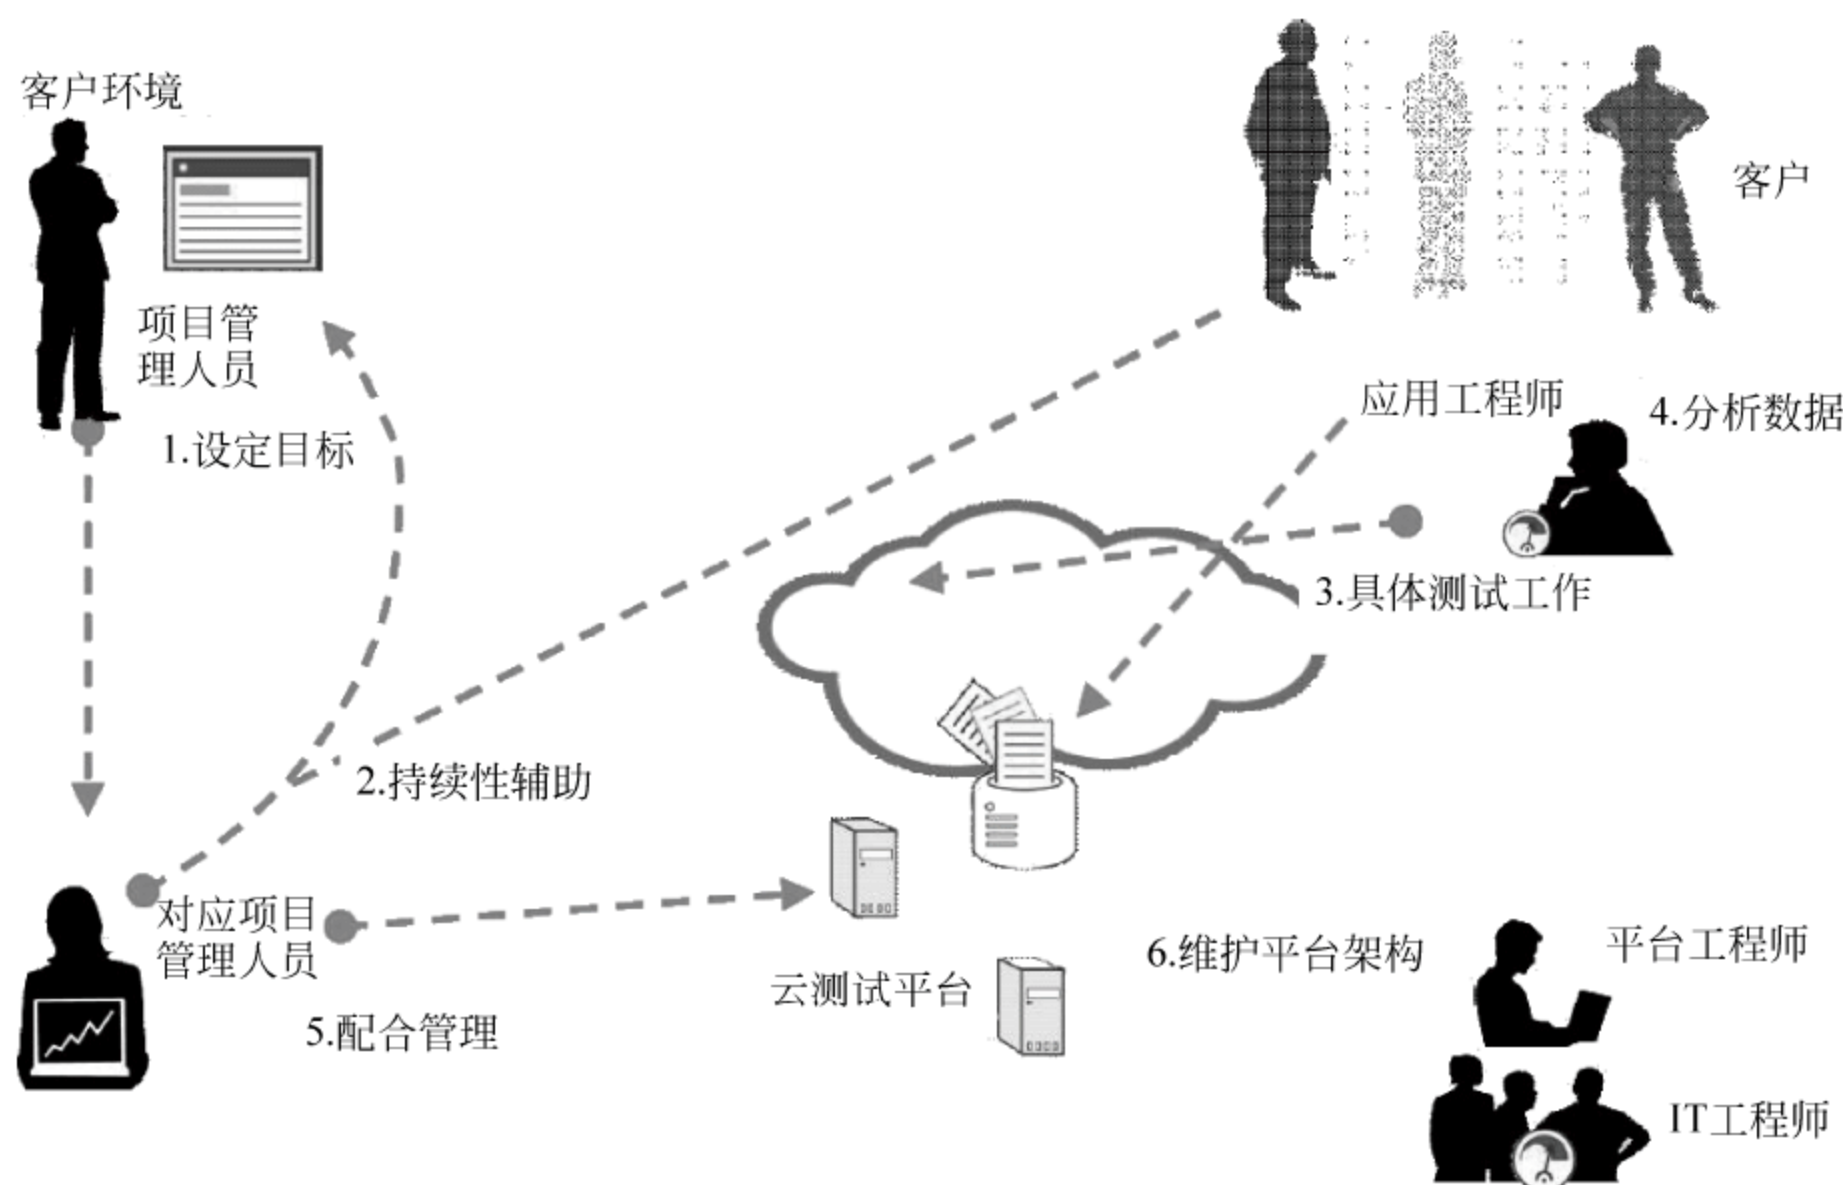 客户环境
项目管
理人员
1.设定目标
客户
应用工程师
4.分析数据
3.具体测试工作
2.持续性辅助
对应项目
管理人员
5.配合管理
云测试平台
6.维护平台架构
平台工程师
IT工程师